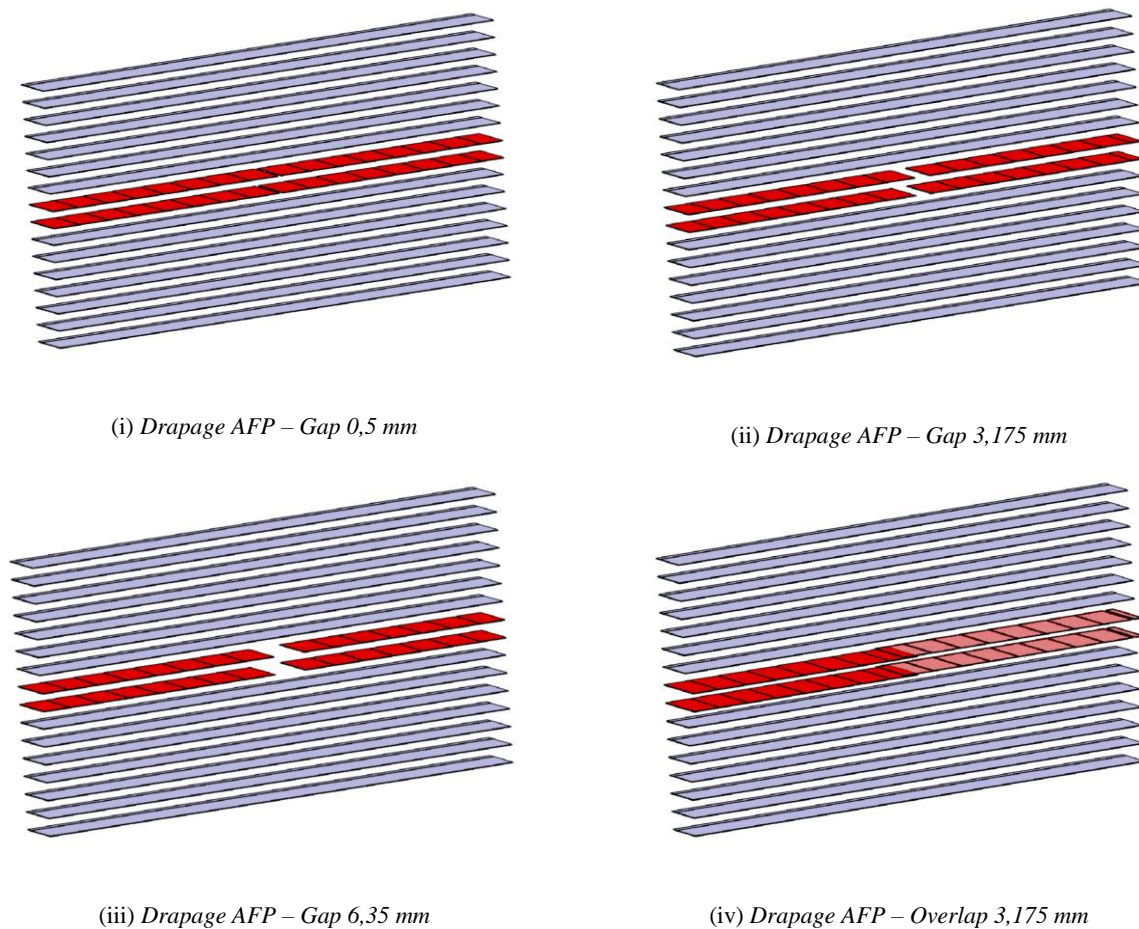 (i) Drapage AFP – Gap 0,5 mm
(ii) Drapage AFP – Gap 3,175 mm
(iii) Drapage AFP – Gap 6,35 mm
(iv) Drapage AFP – Overlap 3,175 mm